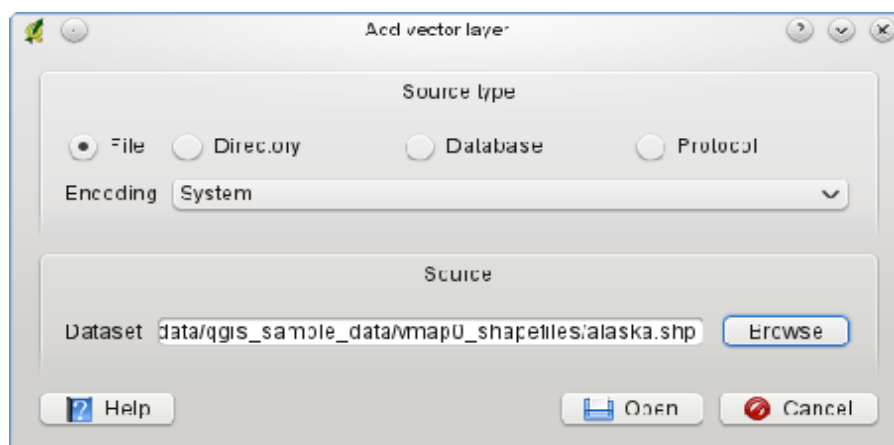 Add vector layer
Source type
File Directory Database Protocol
Encoding System
Source
Dataset data/qgis_sample_data/vmap0_shapefiles/alaska.shp Browse
Help Open Cancel